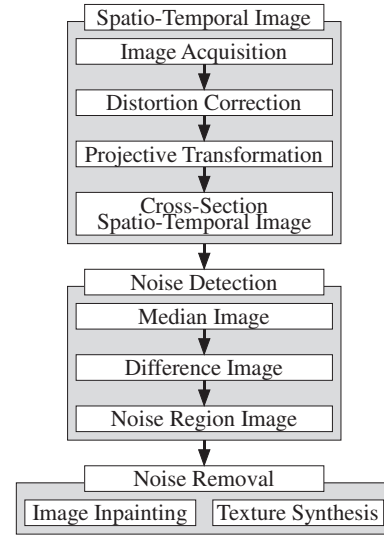 Spatio-Temporal Image
Image Acquisition
Distortion Correction
Projective Transformation
Cross-Section
Spatio-Temporal Image
Noise Detection
Median Image
Difference Image
Noise Region Image
Noise Removal
Image Inpainting
Texture Synthesis